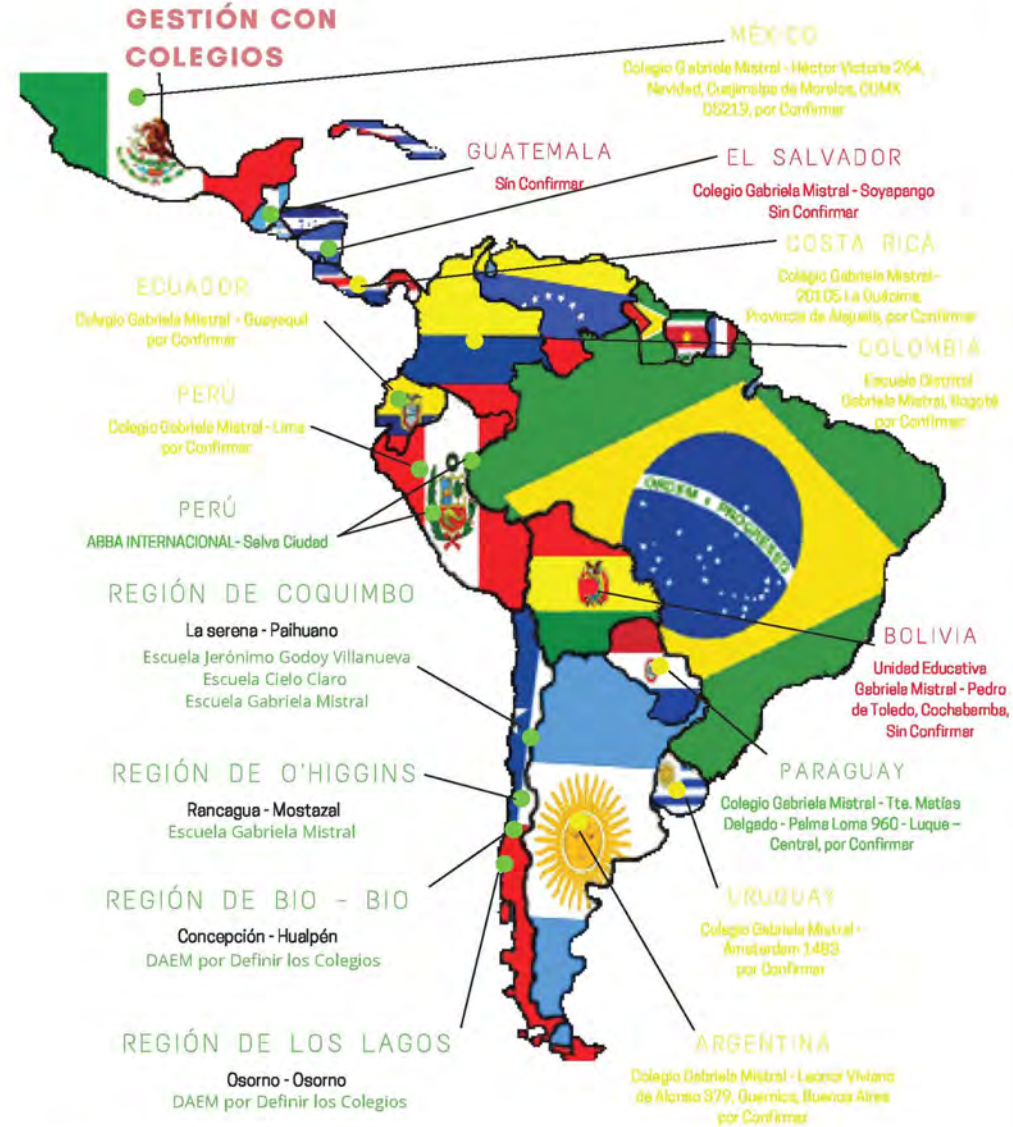 GESTIÓN CON
COLEGIOS
MÉXICO
Colegio Gabriela Mistral - Héctor Victoria 264,
Navidad, Cuajimalpa de Morelos, CDMX
05219, por Confirmar
GUATEMALA
Sin Confirmar
EL SALVADOR
Colegio Gabriela Mistral - Soyapango
Sin Confirmar
COSTA RICA
Colegio Gabriela Mistral-
20105 La Guácima,
Provincia de Alajuela, por Confirmar
ECUADOR
Colegio Gabriela Mistral - Guayaquil
por Confirmar
COLOMBIA
Escuela Distrital
Gabriela Mistral, Bogotá
por Confirmar
PERÚ
Colegio Gabriela Mistral - Lima
por Confirmar
ORDEM E PROGRESSO
PERÚ
ABBA INTERNACIONAL- Selva Ciudad
REGIÓN DE COQUIMBO
La serena - Paihuano
Escuela Jerónimo Godoy Villanueva
Escuela Cielo Claro
Escuela Gabriela Mistral
BOLIVIA
Unidad Educativa
Gabriela Mistral - Pedro
de Toledo, Cochabamba,
Sin Confirmar
REGIÓN DE O'HIGGINS
Rancagua - Mostazal
Escuela Gabriela Mistral
PARAGUAY
Colegio Gabriela Mistral - Tte. Matías
Delgado - Palma Loma 960 - Luque –
Central, por Confirmar
REGIÓN DE BIO - BIO
Concepción - Hualpén
DAEM por Definir los Colegios
URUGUAY
Colegio Gabriela Mistral -
Amsterdam 1483
por Confirmar
REGIÓN DE LOS LAGOS
Osorno - Osorno
DAEM por Definir los Colegios
ARGENTINA
Colegio Gabriela Mistral - Leonor Viviano
de Alonso 379, Guernica, Buenos Aires
por Confirmar